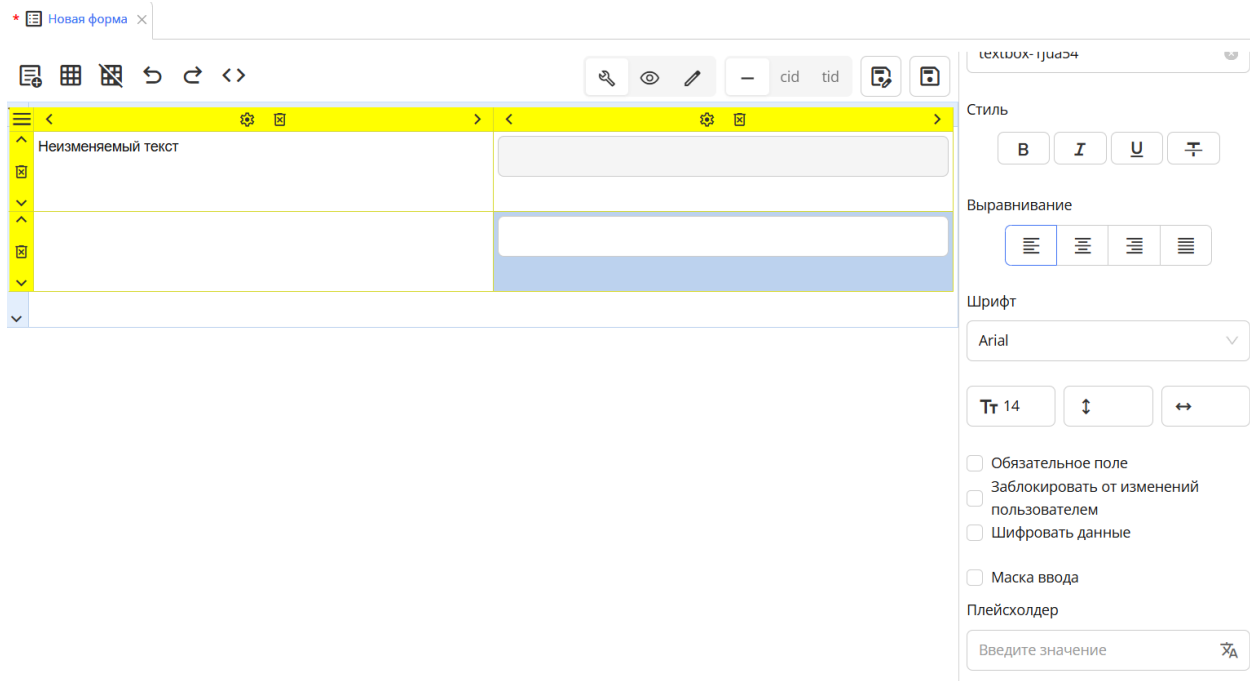 * Новая форма
cid tid
textbox-1jua54
Стиль
B I U T
Выравнивание
Неизменяемый текст
Шрифт
Arial
Tт 14
Обязательное поле
Заблокировать от изменений
пользователем
Шифровать данные
Маска ввода
Плейсхолдер
Введите значение